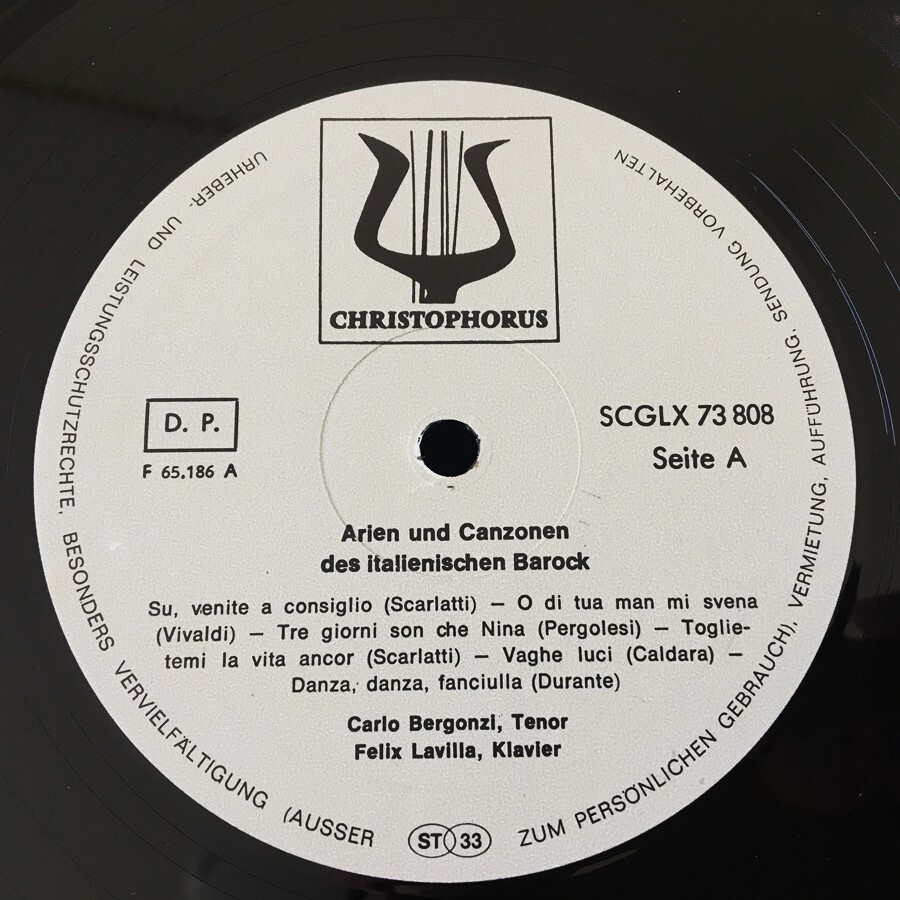 CHRISTOPHORUS
D. P.
F 65.186 A
SCGLX 73 808
Seite A
Arien und Canzonen
des italienischen Barock
Su, venite a consiglio (Scarlatti) – O di tua man mi svena
(Vivaldi) – Tre giorni son che Nina (Pergolesi) – Toglie-
temi la vita ancor (Scarlatti) – Vaghe luci (Caldara) –
Danza, danza, fanciulla (Durante)
Carlo Bergonzi, Tenor
Felix Lavilla, Klavier
URHEBER- UND LEISTUNGSSCHUTZRECHTE, BESONDERS VERVIELFÄLTIGUNG (AUSSER ZUM PERSÖNLICHEN GEBRAUCH), VERMIETUNG, AUFFÜHRUNG, SENDUNG VORBEHALTEN
ST 33